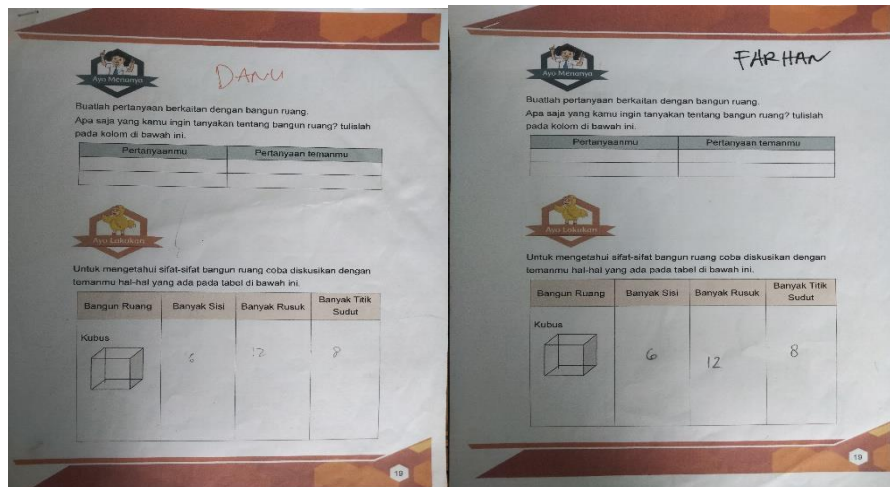 DANU
Ayo Menanya
Buatlah pertanyaan berkaitan dengan bangun ruang.
Apa saja yang kamu ingin tanyakan tentang bangun ruang? tulislah
pada kolom di bawah ini.
Pertanyaanmu Pertanyaan temanmu
Ayo Lakukan
Untuk mengetahui sifat-sifat bangun ruang coba diskusikan dengan
temanmu hal-hal yang ada pada tabel di bawah ini.
Bangun Ruang Banyak Sisi Banyak Rusuk Banyak Titik
Sudut
Kubus
6 12 8
19
FARHAN
Ayo Menanya
Buatlah pertanyaan berkaitan dengan bangun ruang.
Apa saja yang kamu ingin tanyakan tentang bangun ruang? tulislah
pada kolom di bawah ini.
Pertanyaanmu Pertanyaan temanmu
Ayo Lakukan
Untuk mengetahui sifat-sifat bangun ruang coba diskusikan dengan
temanmu hal-hal yang ada pada tabel di bawah ini.
Bangun Ruang Banyak Sisi Banyak Rusuk Banyak Titik
Sudut
Kubus
6 12 8
19